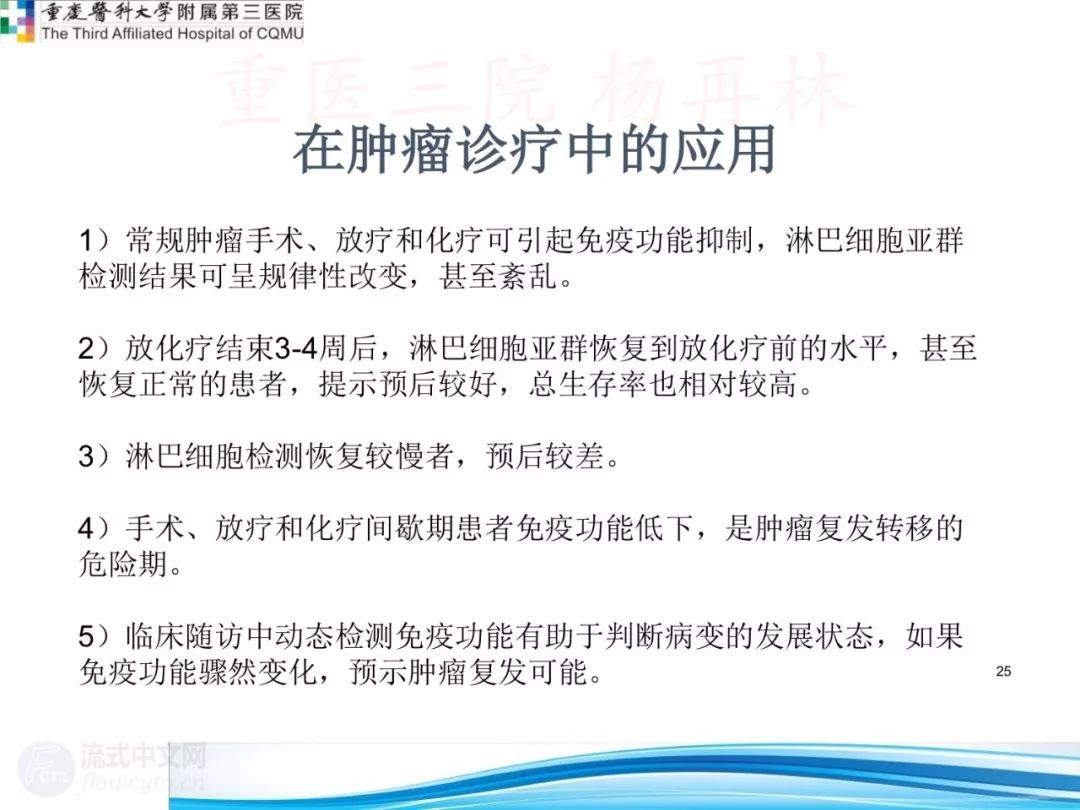 重庆医科大学附属第三医院
The Third Affiliated Hospital of CQMU
重医三院 杨再林
在肿瘤诊疗中的应用
1）常规肿瘤手术、放疗和化疗可引起免疫功能抑制，淋巴细胞亚群
检测结果可呈规律性改变，甚至紊乱。
2）放化疗结束3-4周后，淋巴细胞亚群恢复到放化疗前的水平，甚至
恢复正常的患者，提示预后较好，总生存率也相对较高。
3）淋巴细胞检测恢复较慢者，预后较差。
4）手术、放疗和化疗间歇期患者免疫功能低下，是肿瘤复发转移的
危险期。
5）临床随访中动态检测免疫功能有助于判断病变的发展状态，如果
免疫功能骤然变化，预示肿瘤复发可能。
25
流式中文网
flowcyto.cn